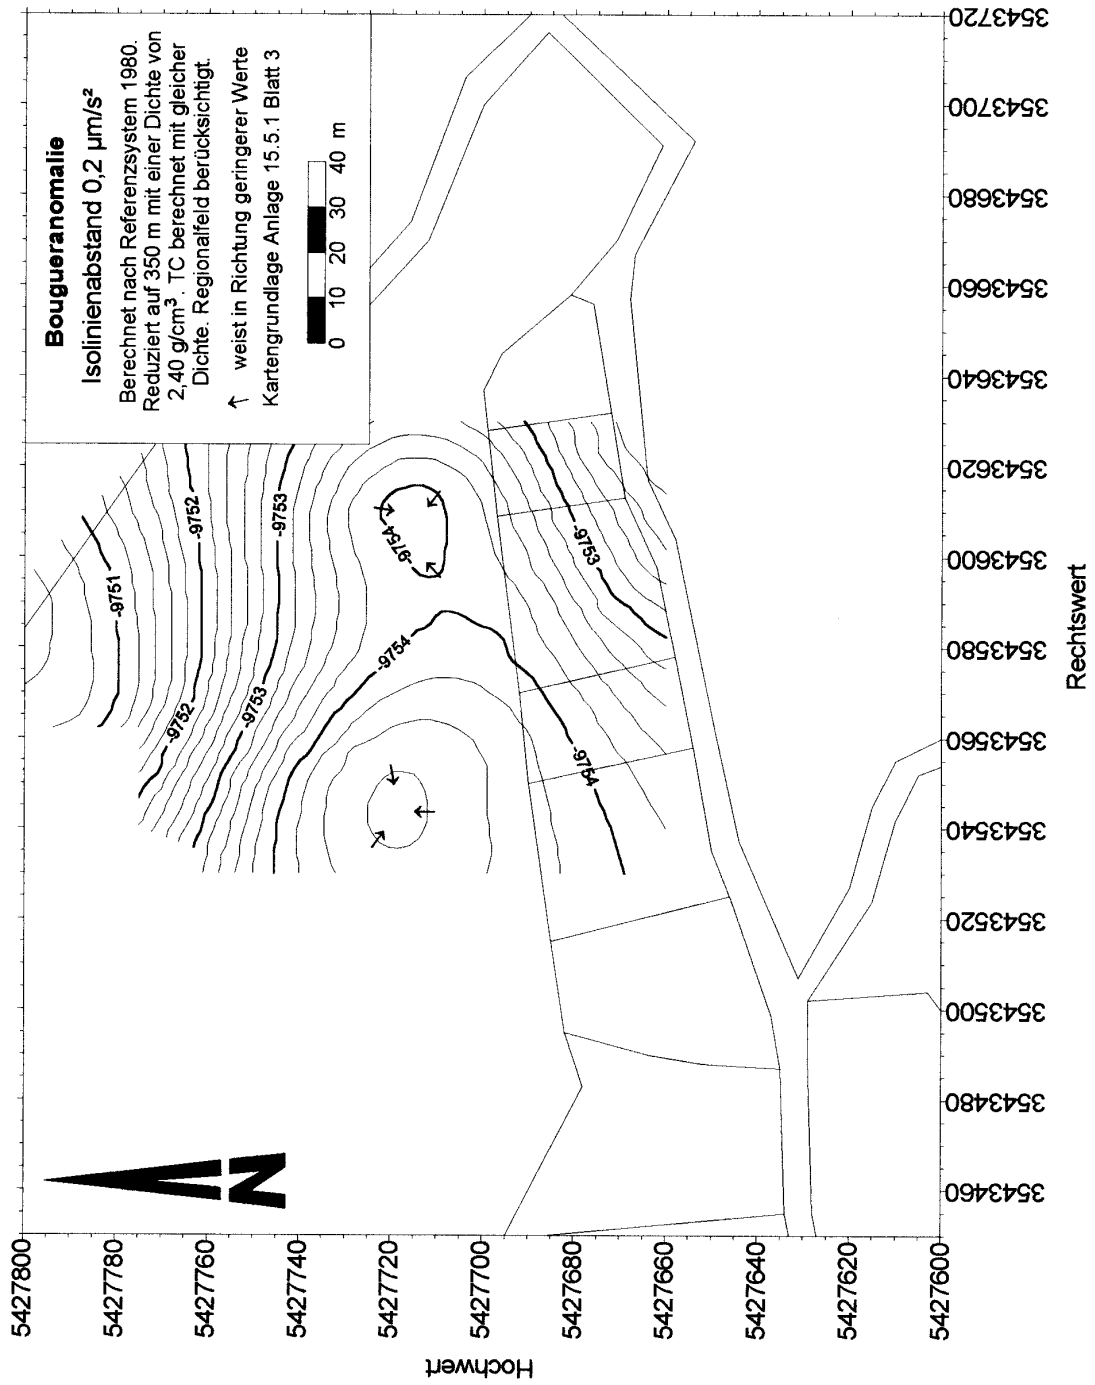 Bougueranomalie
Isolinienabstand 0,2 µm/s²
Berechnet nach Referenzsystem 1980.
Reduziert auf 350 m mit einer Dichte von
2,40 g/cm³ . TC berechnet mit gleicher
Dichte. Regionalfeld berücksichtigt.
weist in Richtung geringerer Werte
Kartengrundlage Anlage 15.5.1 Blatt 3
0 10 20 30 40 m
N
-9751
-9752
-9752
-9753
-9753
-9754
-9754
-9753
-9754
Hochwert
5427800
5427780
5427760
5427740
5427720
5427700
5427680
5427660
5427640
5427620
5427600
3543460
3543480
3543500
3543520
3543540
3543560
3543580
3543600
3543620
3543640
3543660
3543680
3543700
3543720
Rechtswert